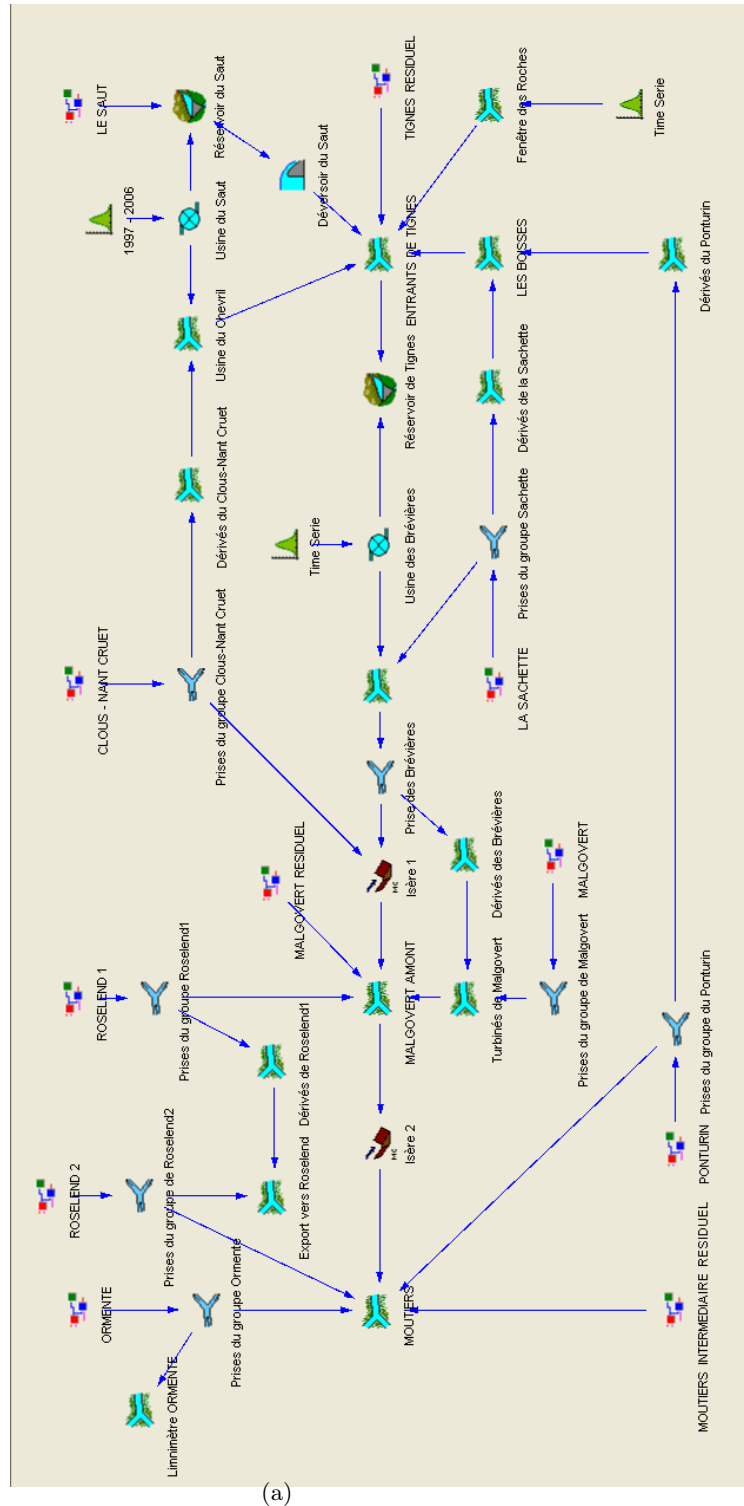 LE SAUT
Réservoir du Saut
1997 - 2006
Usine du Saut
Déversoir du Saut
TIGNES RESIDUEL
Fenêtre des Roches
Time Serie
Usine du Chevril
ENTRANTS DE TIGNES
LES BOISSES
Dérivés du Ponturin
Dérivés du Clous-Nant Cruet
Réservoir de Tignes
Dérivés de la Sachette
Time Serie
Usine des Brévières
Prises du groupe Sachette
CLOUS - NANT CRUET
Prises du groupe Clous-Nant Cruet
LA SACHETTE
Prise des Brévières
MALGOVERT RESIDUEL
Isère 1
Dérivés des Brévières
MALGOVERT
ROSELEND 1
Prises du groupe Roselend1
MALGOVERT AMONT
Turbinés de Malgovert
Prises du groupe de Malgovert
Dérivés de Roselend1
Prises du groupe du Ponturin
ROSELEND 2
Prises du groupe de Roselend2
Export vers Roselend
Isère 2
PONTURIN
ORMENTE
Prises du groupe Ormente
MOUTIERS
MOUTIERS INTERMEDIAIRE RESIDUEL
Limnimètre ORMENTE
(a)